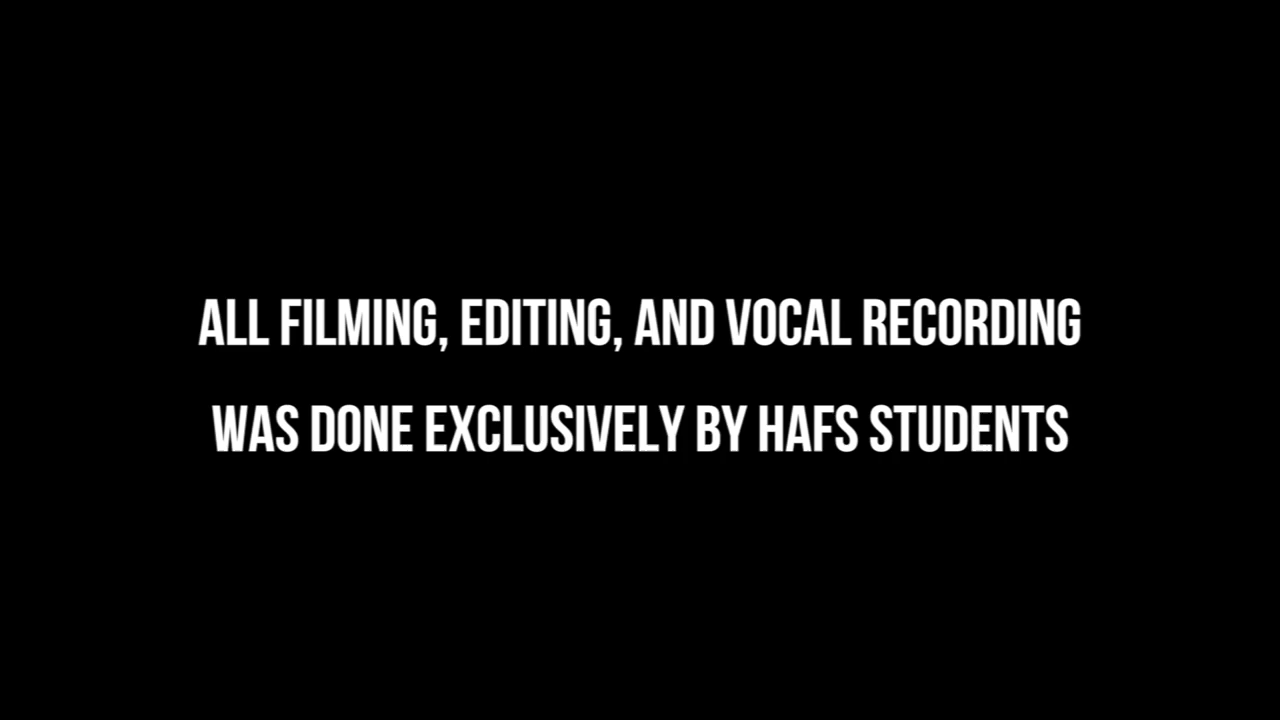 ALL FILMING, EDITING, AND VOCAL RECORDING
WAS DONE EXCLUSIVELY BY HAFS STUDENTS